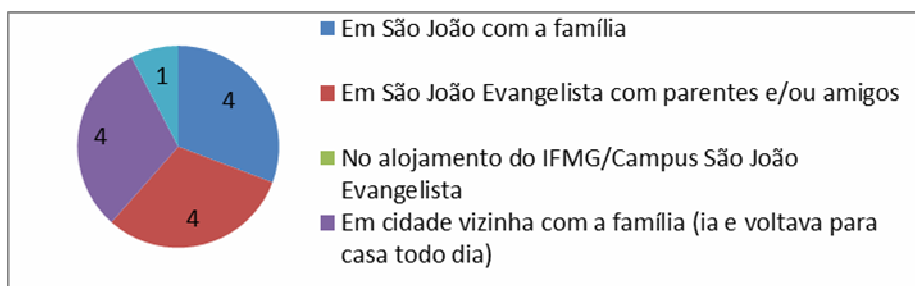 1
4
4
4
Em São João com a família
Em São João Evangelista com parentes e/ou amigos
No alojamento do IFMG/Campus São João
Evangelista
Em cidade vizinha com a família (ia e voltava para
casa todo dia)